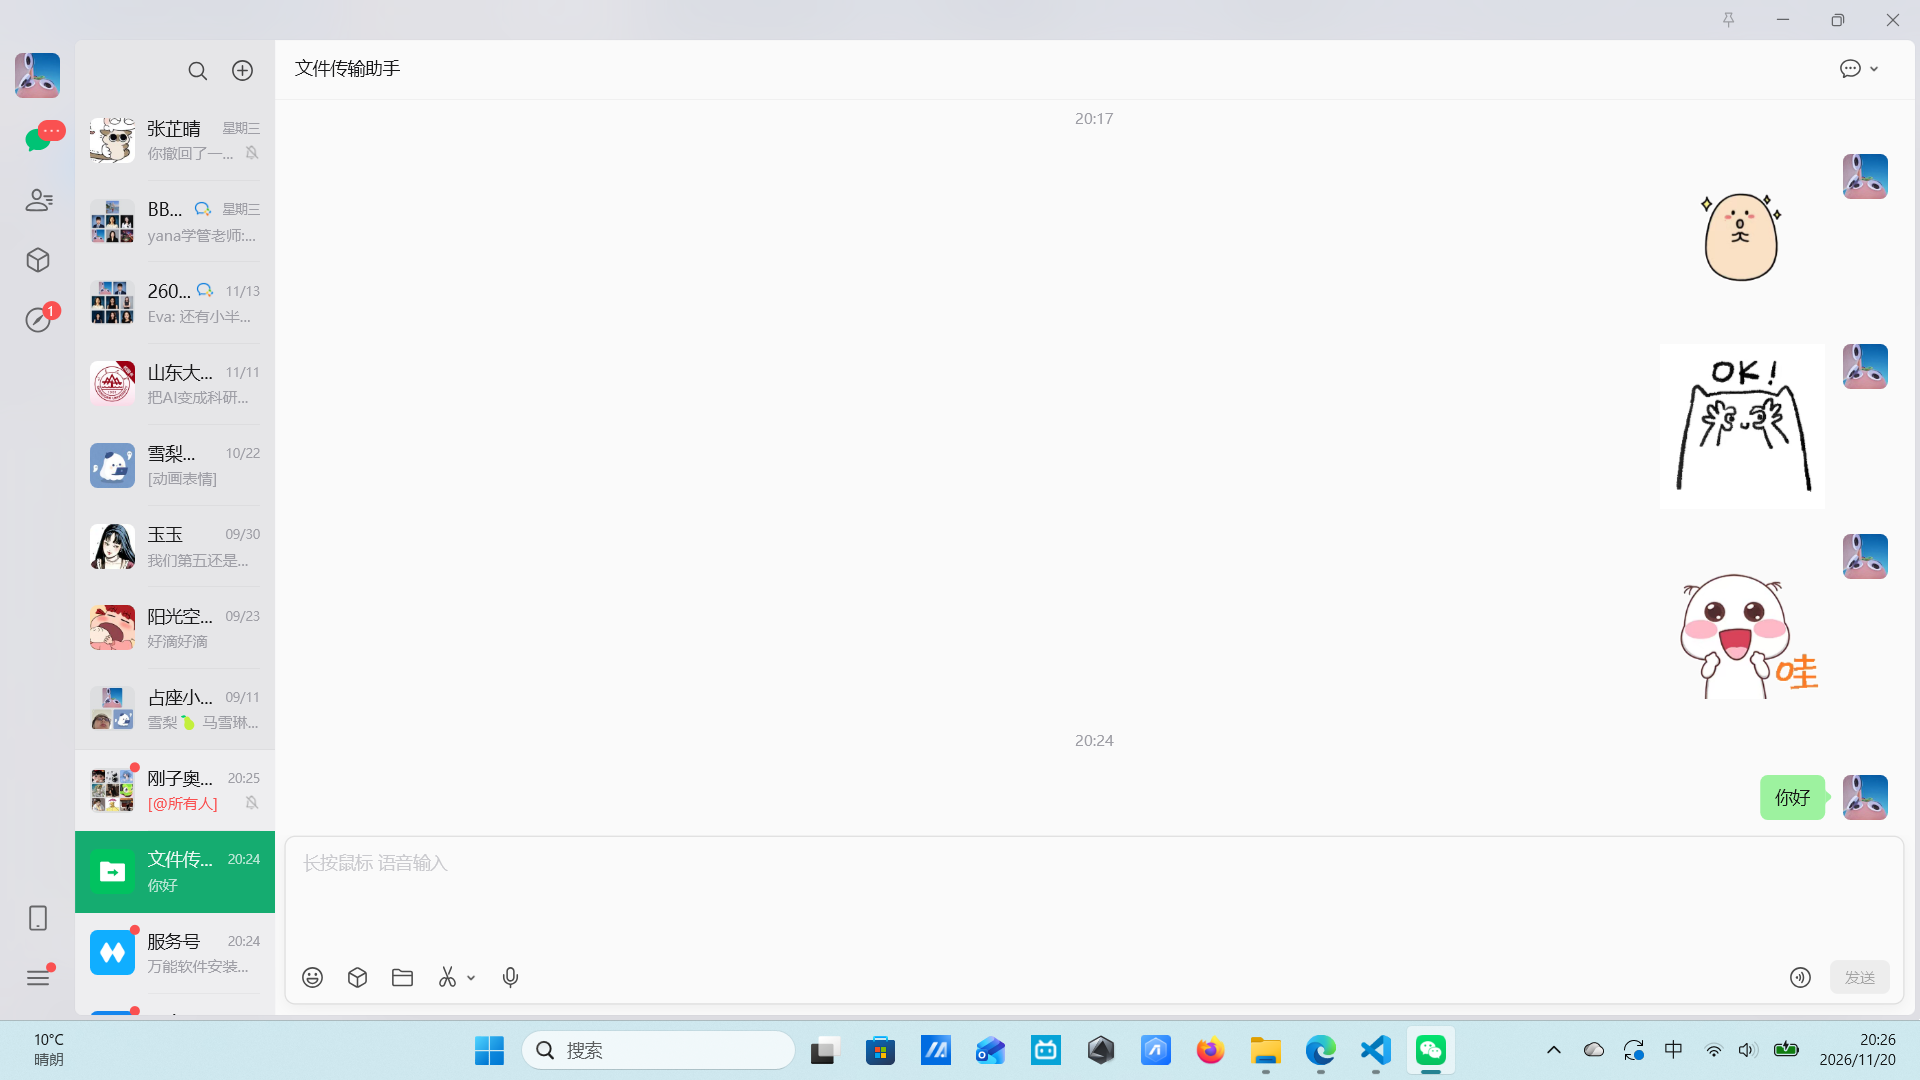 文件传输助手
张芷晴 星期三
你撤回了一...
BB... 星期三
yana学管老师:...
260... 11/13
Eva: 还有小半...
山东大... 11/11
把AI变成科研...
雪梨... 10/22
[动画表情]
玉玉 09/30
我们第五还是...
阳光空... 09/23
好滴好滴
占座小... 09/11
雪梨🍐 马雪琳...
刚子奥... 20:25
[@所有人]
文件传... 20:24
你好
服务号 20:24
万能软件安装...
1
20:17
OK!
哇
20:24
你好
长按鼠标 语音输入
发送
10°C
晴朗
搜索
中
20:26
2026/11/20